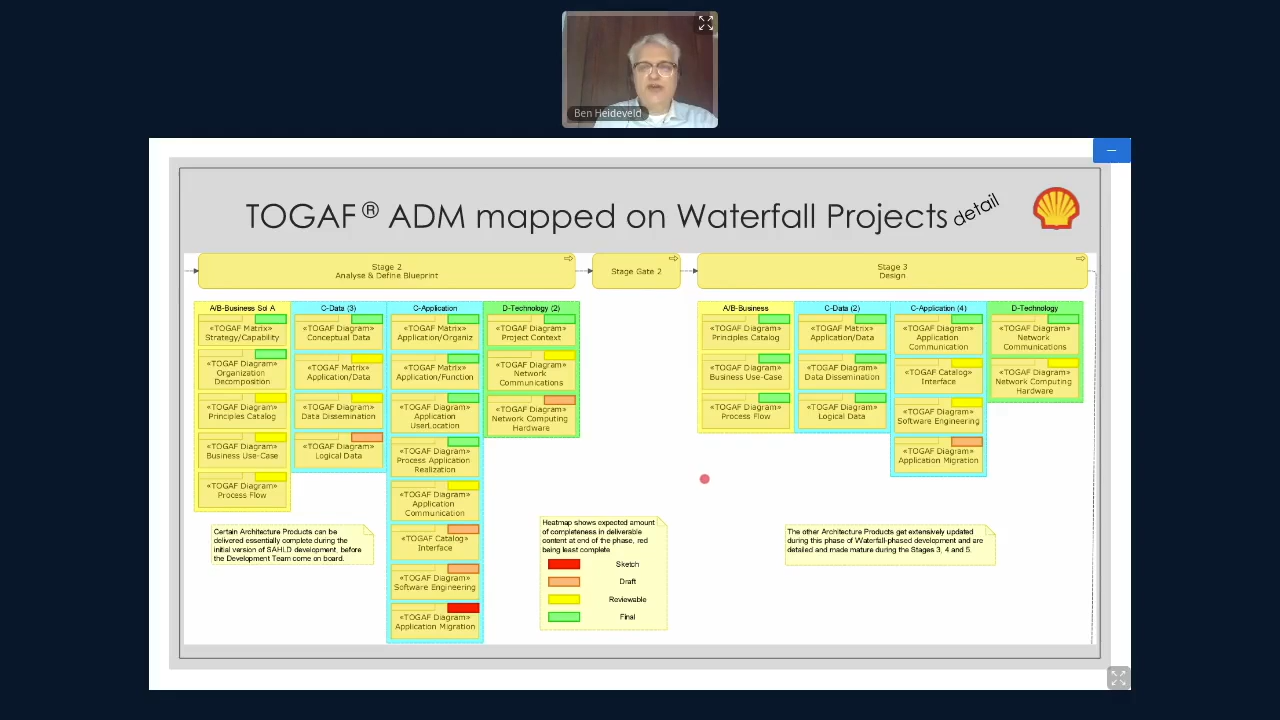 Ben Heideveld
TOGAF® ADM mapped on Waterfall Projects detail
Stage 2
Analyse & Define Blueprint
Stage Gate 2
Stage 3
Design
A/B-Business Sol A
«TOGAF Matrix»
Strategy/Capability
«TOGAF Diagram»
Organization
Decomposition
«TOGAF Diagram»
Principles Catalog
«TOGAF Diagram»
Business Use-Case
«TOGAF Diagram»
Process Flow
C-Data (3)
«TOGAF Diagram»
Conceptual Data
«TOGAF Matrix»
Application/Data
«TOGAF Diagram»
Data Dissemination
«TOGAF Diagram»
Logical Data
C-Application
«TOGAF Matrix»
Application/Organiz
«TOGAF Matrix»
Application/Function
«TOGAF Diagram»
Application
UserLocation
«TOGAF Diagram»
Process Application
Realization
«TOGAF Diagram»
Application
Communication
«TOGAF Catalog»
Interface
«TOGAF Diagram»
Software Engineering
«TOGAF Diagram»
Application Migration
D-Technology (2)
«TOGAF Diagram»
Project Context
«TOGAF Diagram»
Network
Communications
«TOGAF Diagram»
Network Computing
Hardware
A/B-Business
«TOGAF Diagram»
Principles Catalog
«TOGAF Diagram»
Business Use-Case
«TOGAF Diagram»
Process Flow
C-Data (2)
«TOGAF Matrix»
Application/Data
«TOGAF Diagram»
Data Dissemination
«TOGAF Diagram»
Logical Data
C-Application (4)
«TOGAF Diagram»
Application
Communication
«TOGAF Catalog»
Interface
«TOGAF Diagram»
Software Engineering
«TOGAF Diagram»
Application Migration
D-Technology
«TOGAF Diagram»
Network
Communications
«TOGAF Diagram»
Network Computing
Hardware
Certain Architecture Products can be
delivered essentially complete during the
initial version of SAHLD development, before
the Development Team come on board.
Heatmap shows expected amount
of completeness in deliverable
content at end of the phase, red
being least complete
Sketch
Draft
Reviewable
Final
The other Architecture Products get extensively updated
during this phase of Waterfall-phased development and are
detailed and made mature during the Stages 3, 4 and 5.